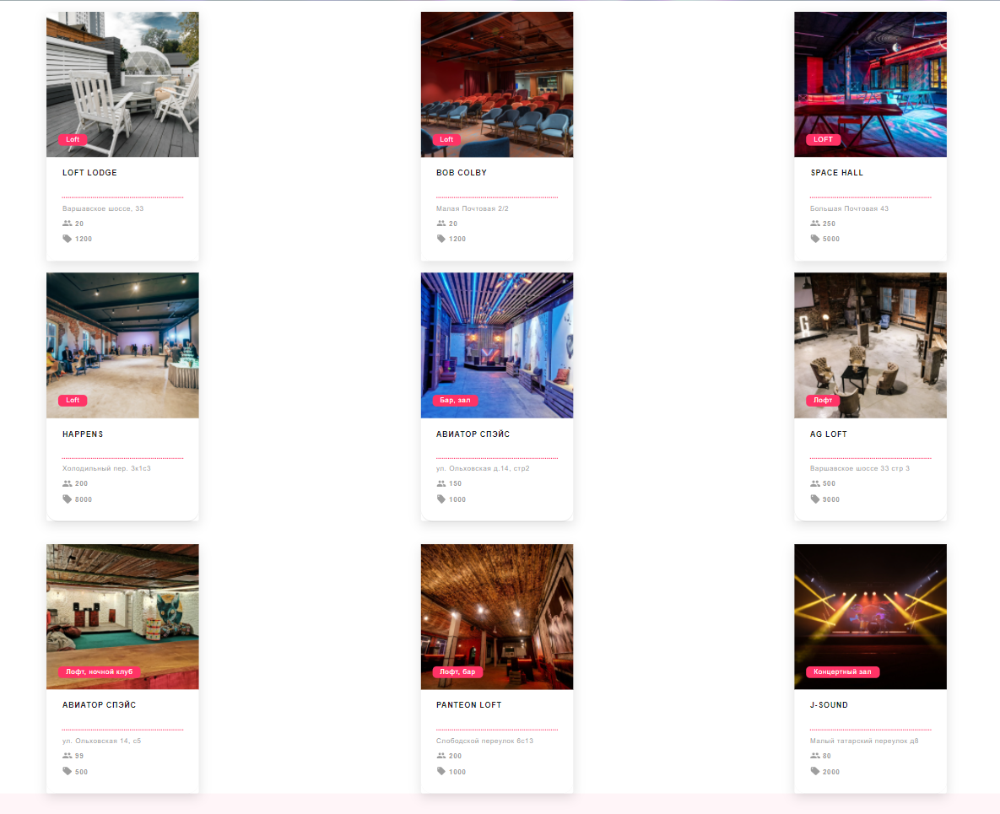 Loft
LOFT LODGE
Варшавское шоссе, 33
20
1200
Loft
BOB COLBY
Малая Почтовая 2/2
20
1200
LOFT
SPACE HALL
Большая Почтовая 43
250
5000
Loft
HAPPENS
Холодильный пер. 3к1с3
200
8000
Бар, зал
АВИАТОР СПЭЙС
ул. Ольховская д.14, стр2
150
1000
G
Лофт
AG LOFT
Варшавское шоссе 33 стр 3
500
5000
Лофт, ночной клуб
АВИАТОР СПЭЙС
ул. Ольховская 14, с5
99
500
Лофт, бар
PANTEON LOFT
Слободской переулок 6с13
200
1000
Концертный зал
J-SOUND
Малый татарский переулок д8
80
2000